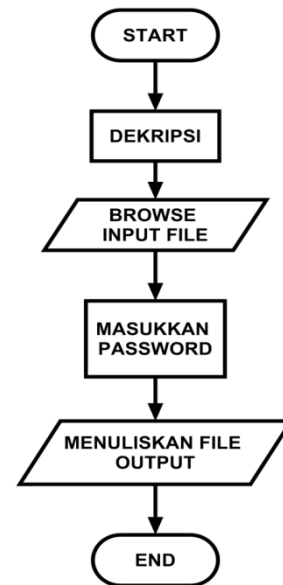 START
DEKRIPSI
BROWSE
INPUT FILE
MASUKKAN
PASSWORD
MENULISKAN FILE
OUTPUT
END